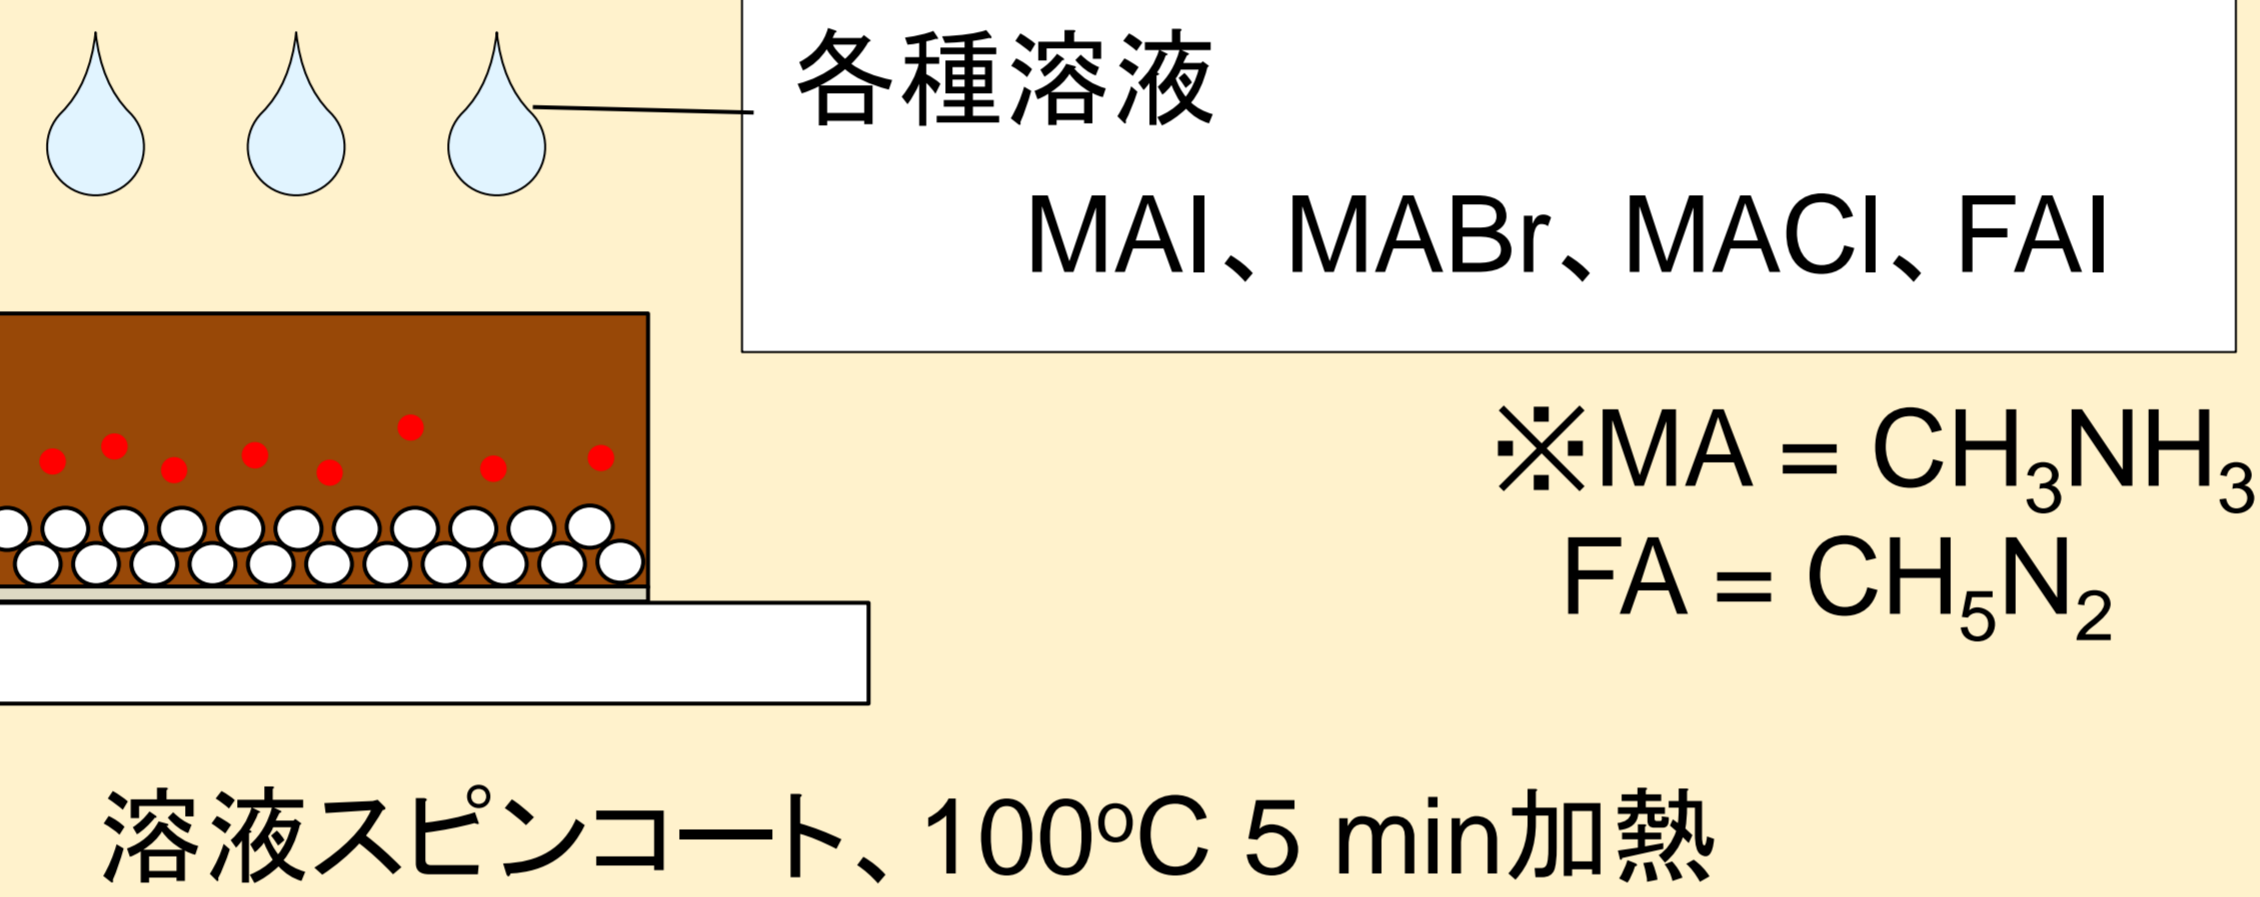 各種溶液
MAI、MABr、MACl、FAI
※MA = CH₃NH₃
FA = CH₅N₂
溶液スピンコート、100ºC 5 min加熱